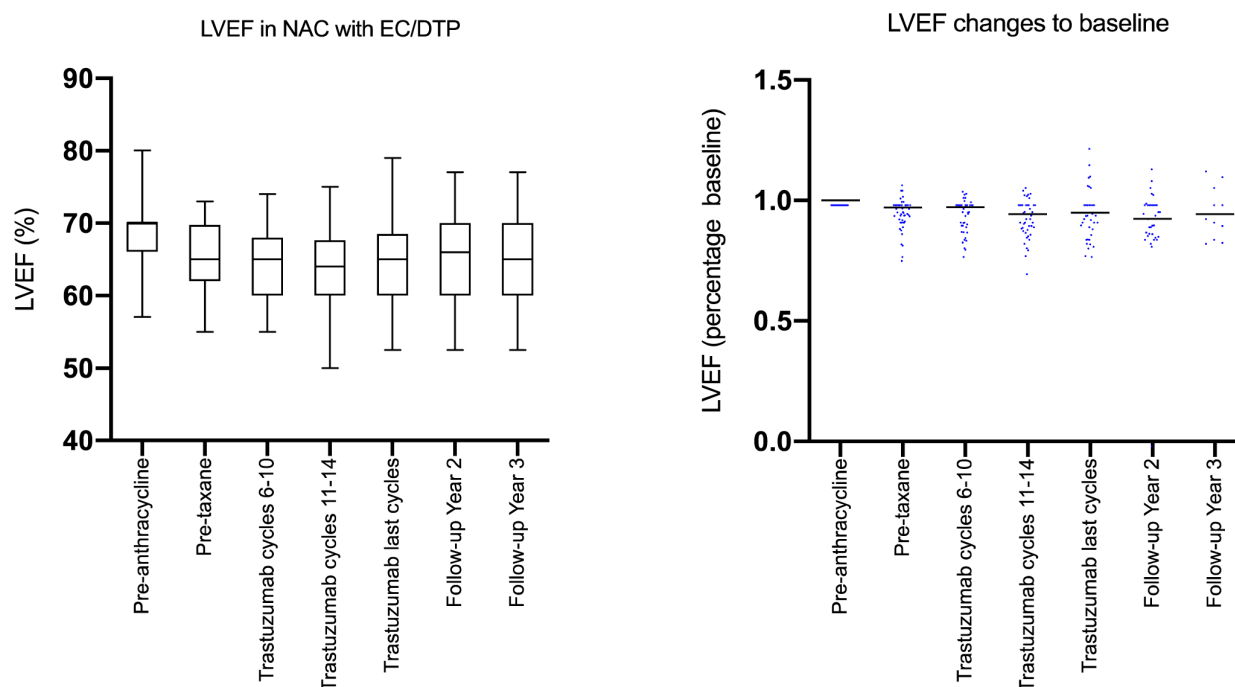 LVEF in NAC with EC/DTP
LVEF (%)
90
80
70
60
50
40
Pre-anthracycline
Pre-taxane
Trastuzumab cycles 6-10
Trastuzumab cycles 11-14
Trastuzumab last cycles
Follow-up Year 2
Follow-up Year 3
LVEF changes to baseline
LVEF (percentage baseline)
1.5
1.0
0.5
0.0
Pre-anthracycline
Pre-taxane
Trastuzumab cycles 6-10
Trastuzumab cycles 11-14
Trastuzumab last cycles
Follow-up Year 2
Follow-up Year 3